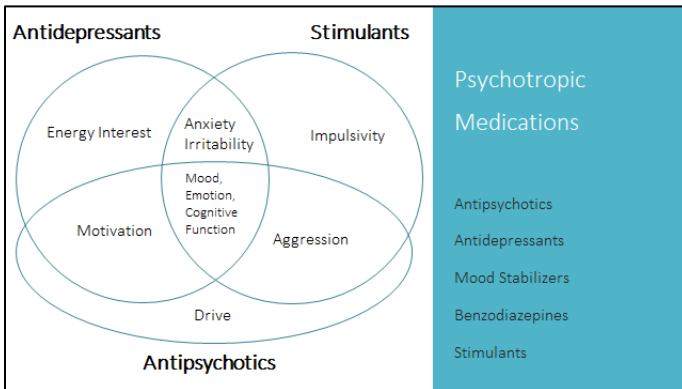 Antidepressants
Stimulants
Energy Interest
Anxiety
Irritability
Impulsivity
Mood,
Emotion,
Cognitive
Function
Motivation
Aggression
Drive
Antipsychotics
Psychotropic
Medications
Antipsychotics
Antidepressants
Mood Stabilizers
Benzodiazepines
Stimulants